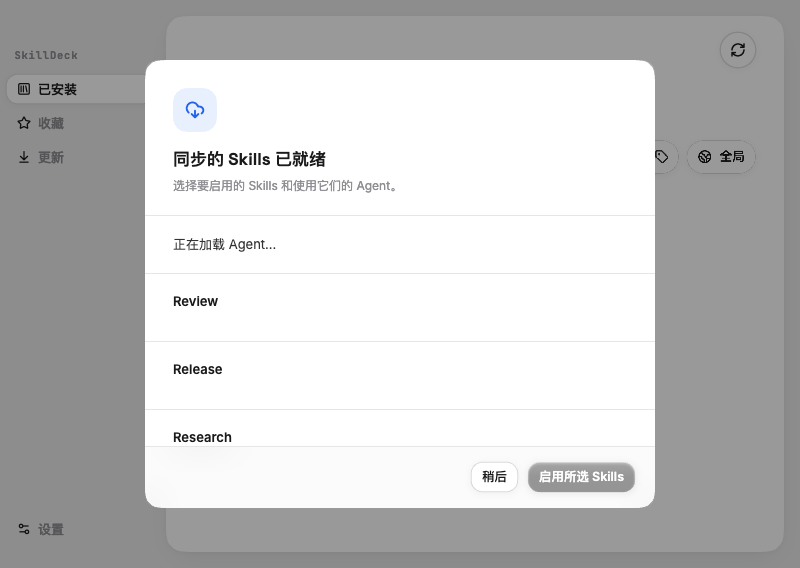 SkillDeck
已安装
收藏
更新
全局
同步的 Skills 已就绪
选择要启用的 Skills 和使用它们的 Agent。
正在加载 Agent...
Review
Release
Research
稍后
启用所选 Skills
设置